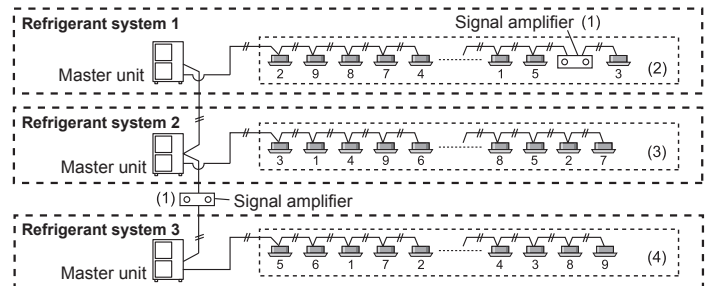 Refrigerant system 1
Signal amplifier (1)
Master unit
2 9 8 7 4 1 5 3 (2)
Refrigerant system 2
Master unit
3 1 4 9 6 8 5 2 7 (3)
(1) Signal amplifier
Refrigerant system 3
Master unit
5 6 1 7 2 4 3 8 9 (4)